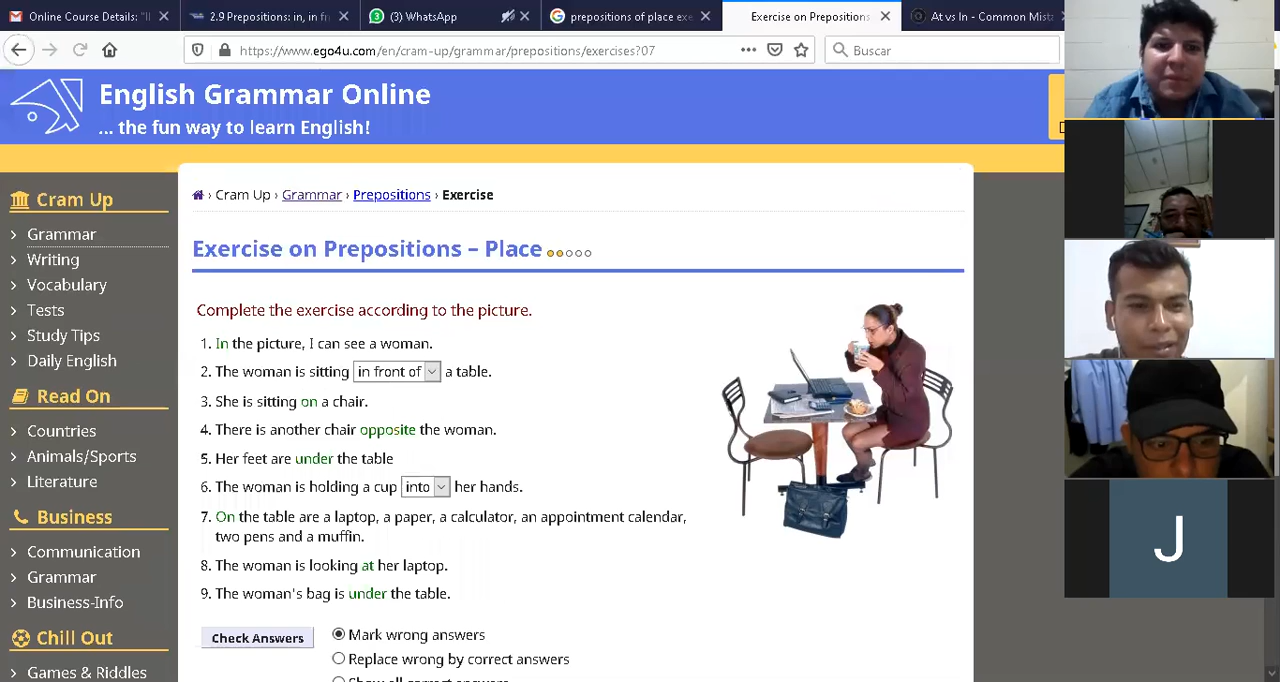 Online Course Details: "I
2.9 Prepositions: in, in fr
(3) WhatsApp
prepositions of place exe
Exercise on Prepositions
At vs In - Common Mist
https://www.ego4u.com/en/cram-up/grammar/prepositions/exercises?07
Buscar
English Grammar Online
... the fun way to learn English!
Cram Up
Grammar
Writing
Vocabulary
Tests
Study Tips
Daily English
Read On
Countries
Animals/Sports
Literature
Business
Communication
Grammar
Business-Info
Chill Out
Games & Riddles
› Cram Up › Grammar › Prepositions › Exercise
Exercise on Prepositions – Place
Complete the exercise according to the picture.
1. In the picture, I can see a woman.
2. The woman is sitting in front of a table.
3. She is sitting on a chair.
4. There is another chair opposite the woman.
5. Her feet are under the table
6. The woman is holding a cup into her hands.
7. On the table are a laptop, a paper, a calculator, an appointment calendar,
two pens and a muffin.
8. The woman is looking at her laptop.
9. The woman's bag is under the table.
Check Answers
Mark wrong answers
Replace wrong by correct answers
Show all correct answers
J